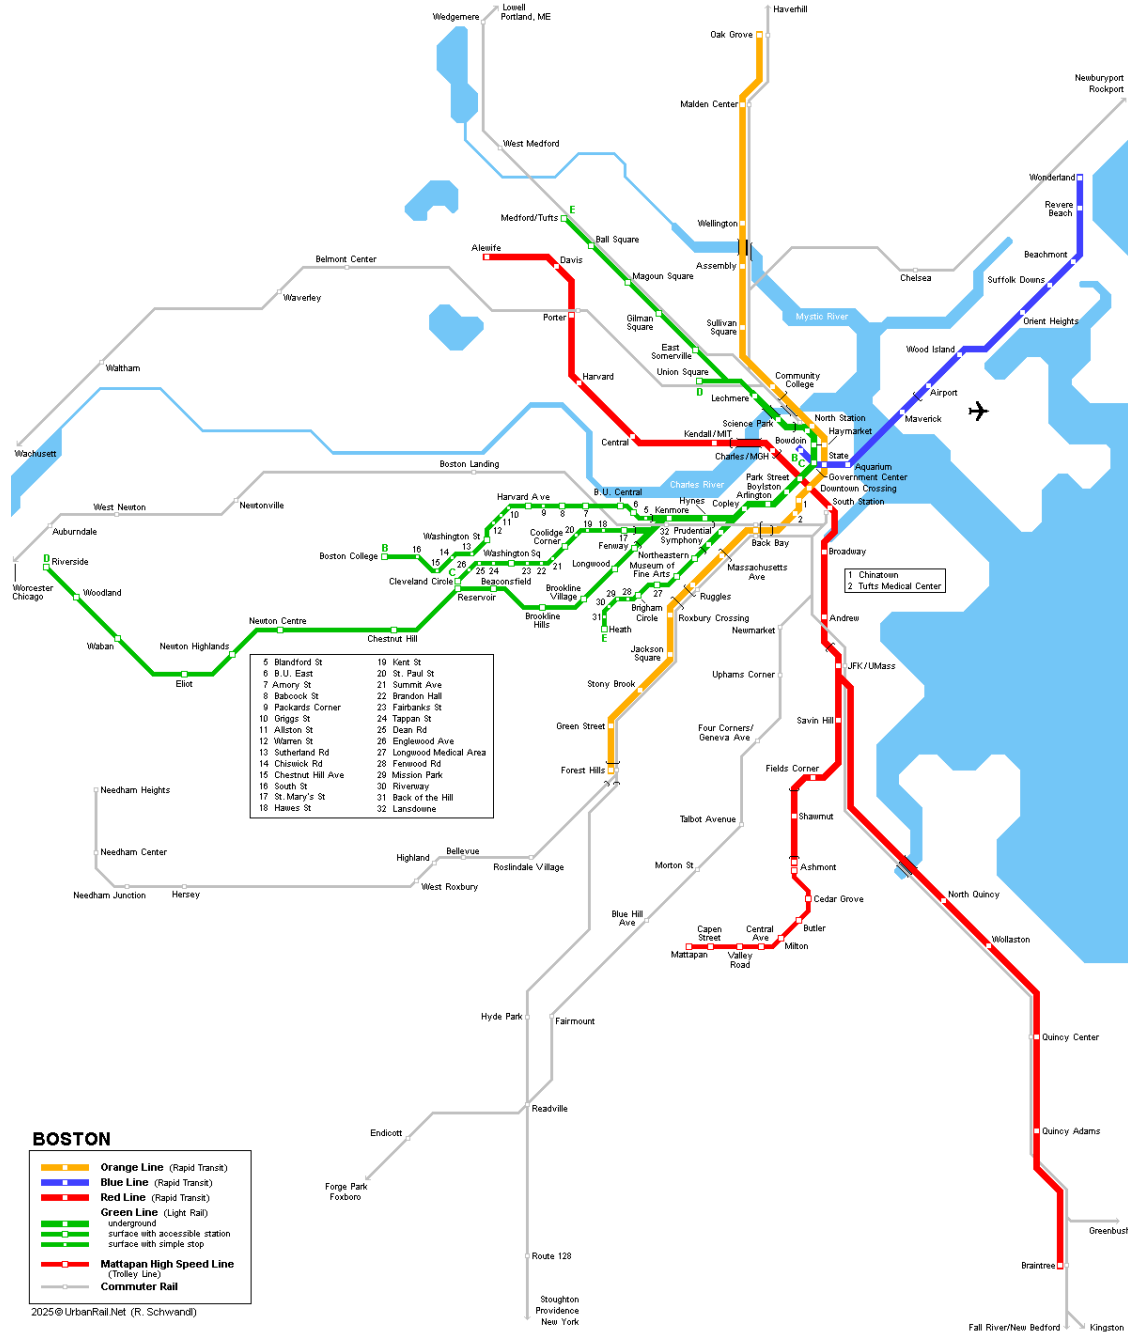 Lowell
Portland, ME
Wedgemere
Haverhill
Oak Grove
Newburyport
Rockport
Malden Center
West Medford
Wonderland
Revere
Beach
Medford/Tufts
E
Wellington
Ball Square
Alewife
Davis
Belmont Center
Assembly
Beachmont
Chelsea
Suffolk Downs
Magoun Square
Waverley
Mystic River
Porter
Gilman
Square
Sullivan
Square
Orient Heights
East
Somerville
Wood Island
Waltham
Union Square
D
Harvard
Community
College
Airport
Lechmere
Maverick
Science Park
North Station
Kendall/MIT
Haymarket
Central
Bowdoin
Charles/MGH
B
C
State
Wachusett
Boston Landing
Aquarium
Charles River
Park Street
Government Center
Boylston
Downtown Crossing
Arlington
South Station
West Newton
Newtonville
Harvard Ave
B.U. Central
Hynes
Copley
10 9 8 7 6 5
Kenmore
1
2
Auburndale
11
12
Washington St
Coolidge
Corner
20 19 18 17
32
Prudential
Symphony
Back Bay
Broadway
B
Boston College
16 15 14 13
Washington Sq
Fenway
Northeastern
D
Riverside
26 25 24 23 22 21
Longwood
Museum of
Fine Arts
Massachusetts
Ave
C
Cleveland Circle
Beaconsfield
1 Chinatown
2 Tufts Medical Center
Worcester
Chicago
Reservoir
Brookline
Village
27
28
29
30
31
Ruggles
Woodland
Brookline
Hills
Brigham
Circle
Roxbury Crossing
Andrew
Newton Centre
Newmarket
Waban
Newton Highlands
Chestnut Hill
Heath
E
Jackson
Square
JFK/UMass
Eliot
Uphams Corner
Stony Brook
5 Blandford St
6 B.U. East
7 Amory St
8 Babcock St
9 Packards Corner
10 Griggs St
11 Allston St
12 Warren St
13 Sutherland Rd
14 Chiswick Rd
15 Chestnut Hill Ave
16 South St
17 St. Mary's St
18 Hawes St
19 Kent St
20 St. Paul St
21 Summit Ave
22 Brandon Hall
23 Fairbanks St
24 Tappan St
25 Dean Rd
26 Englewood Ave
27 Longwood Medical Area
28 Fenwood Rd
29 Mission Park
30 Riverway
31 Back of the Hill
32 Lansdowne
Green Street
Savin Hill
Four Corners/
Geneva Ave
Forest Hills
Fields Corner
Needham Heights
Talbot Avenue
Shawmut
Needham Center
Bellevue
Highland
Roslindale Village
Morton St
Ashmont
Needham Junction
Hersey
West Roxbury
North Quincy
Cedar Grove
Blue Hill
Ave
Capen
Street
Central
Ave
Butler
Mattapan
Valley
Road
Milton
Wollaston
Hyde Park
Fairmount
Quincy Center
Readville
Endicott
Quincy Adams
Forge Park
Foxboro
Greenbush
Route 128
Braintree
Stoughton
Providence
New York
Fall River/New Bedford
Kingston
BOSTON
Orange Line (Rapid Transit)
Blue Line (Rapid Transit)
Red Line (Rapid Transit)
Green Line (Light Rail)
underground
surface with accessible station
surface with simple stop
Mattapan High Speed Line
(Trolley Line)
Commuter Rail
2025 © UrbanRail.Net (R. Schwandl)